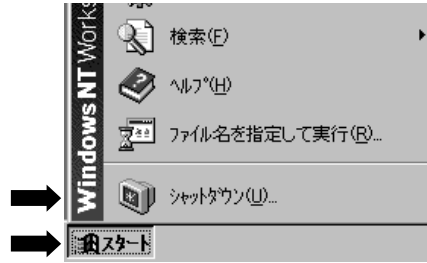 Windows NT Works
検索(F)
ﾍﾙﾌﾟ(H)
ファイル名を指定して実行(R)...
ｼｬｯﾄﾀﾞｳﾝ(U)...
スタート